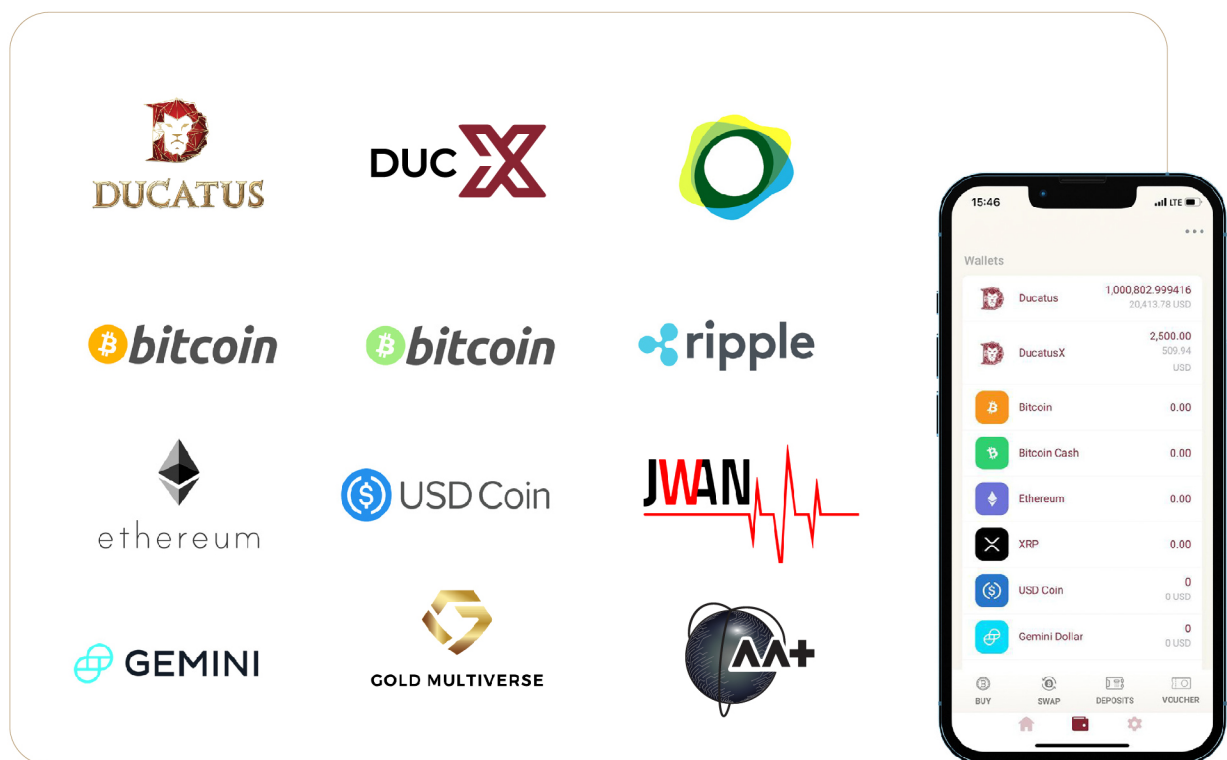 DUCATUS
DUC X
bitcoin
bitcoin
ripple
ethereum
USD Coin
JWAN
GEMINI
GOLD MULTIVERSE
ΛΛ+
15:46
LTE
Wallets
Ducatus
1,000,802.999416
20,413.78 USD
DucatusX
2,500.00
509.94
USD
Bitcoin
0.00
Bitcoin Cash
0.00
Ethereum
0.00
XRP
0.00
USD Coin
0
0 USD
Gemini Dollar
0
0 USD
BUY
SWAP
DEPOSITS
VOUCHER